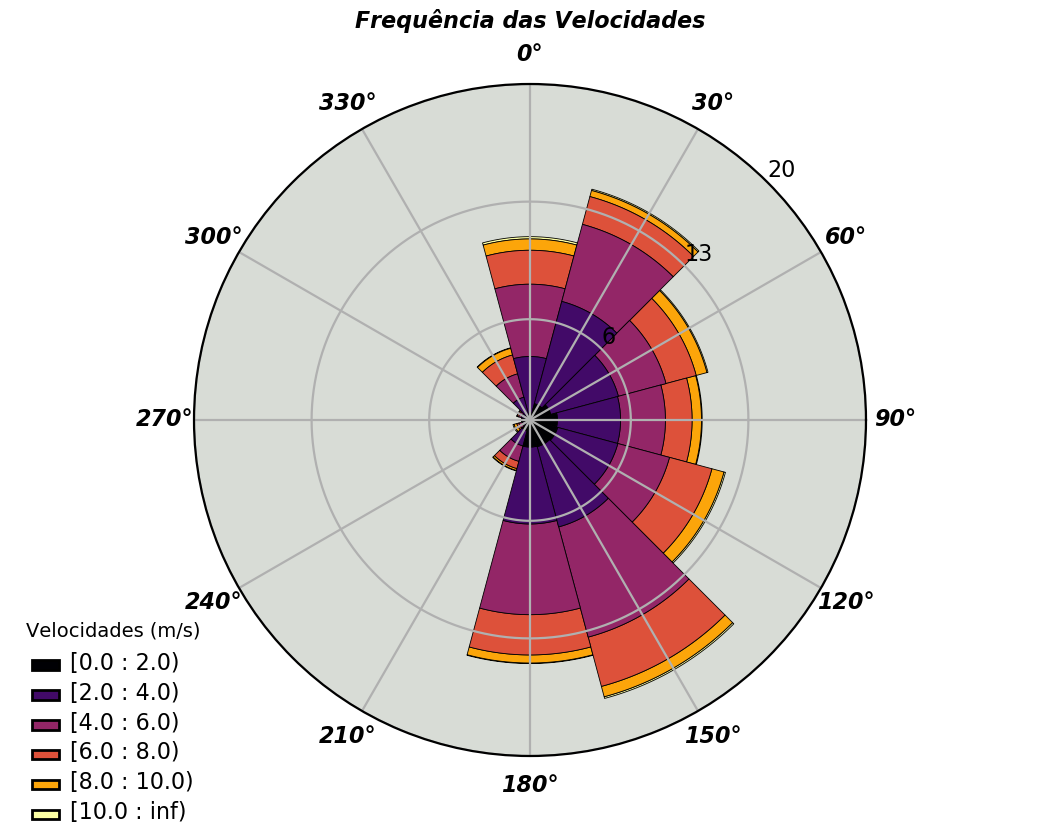 Frequência das Velocidades
0°
330°
30°
20
300°
60°
13
6
270°
90°
240°
120°
Velocidades (m/s)
[0.0 : 2.0)
[2.0 : 4.0)
[4.0 : 6.0)
210°
150°
[6.0 : 8.0)
[8.0 : 10.0)
180°
[10.0 : inf)